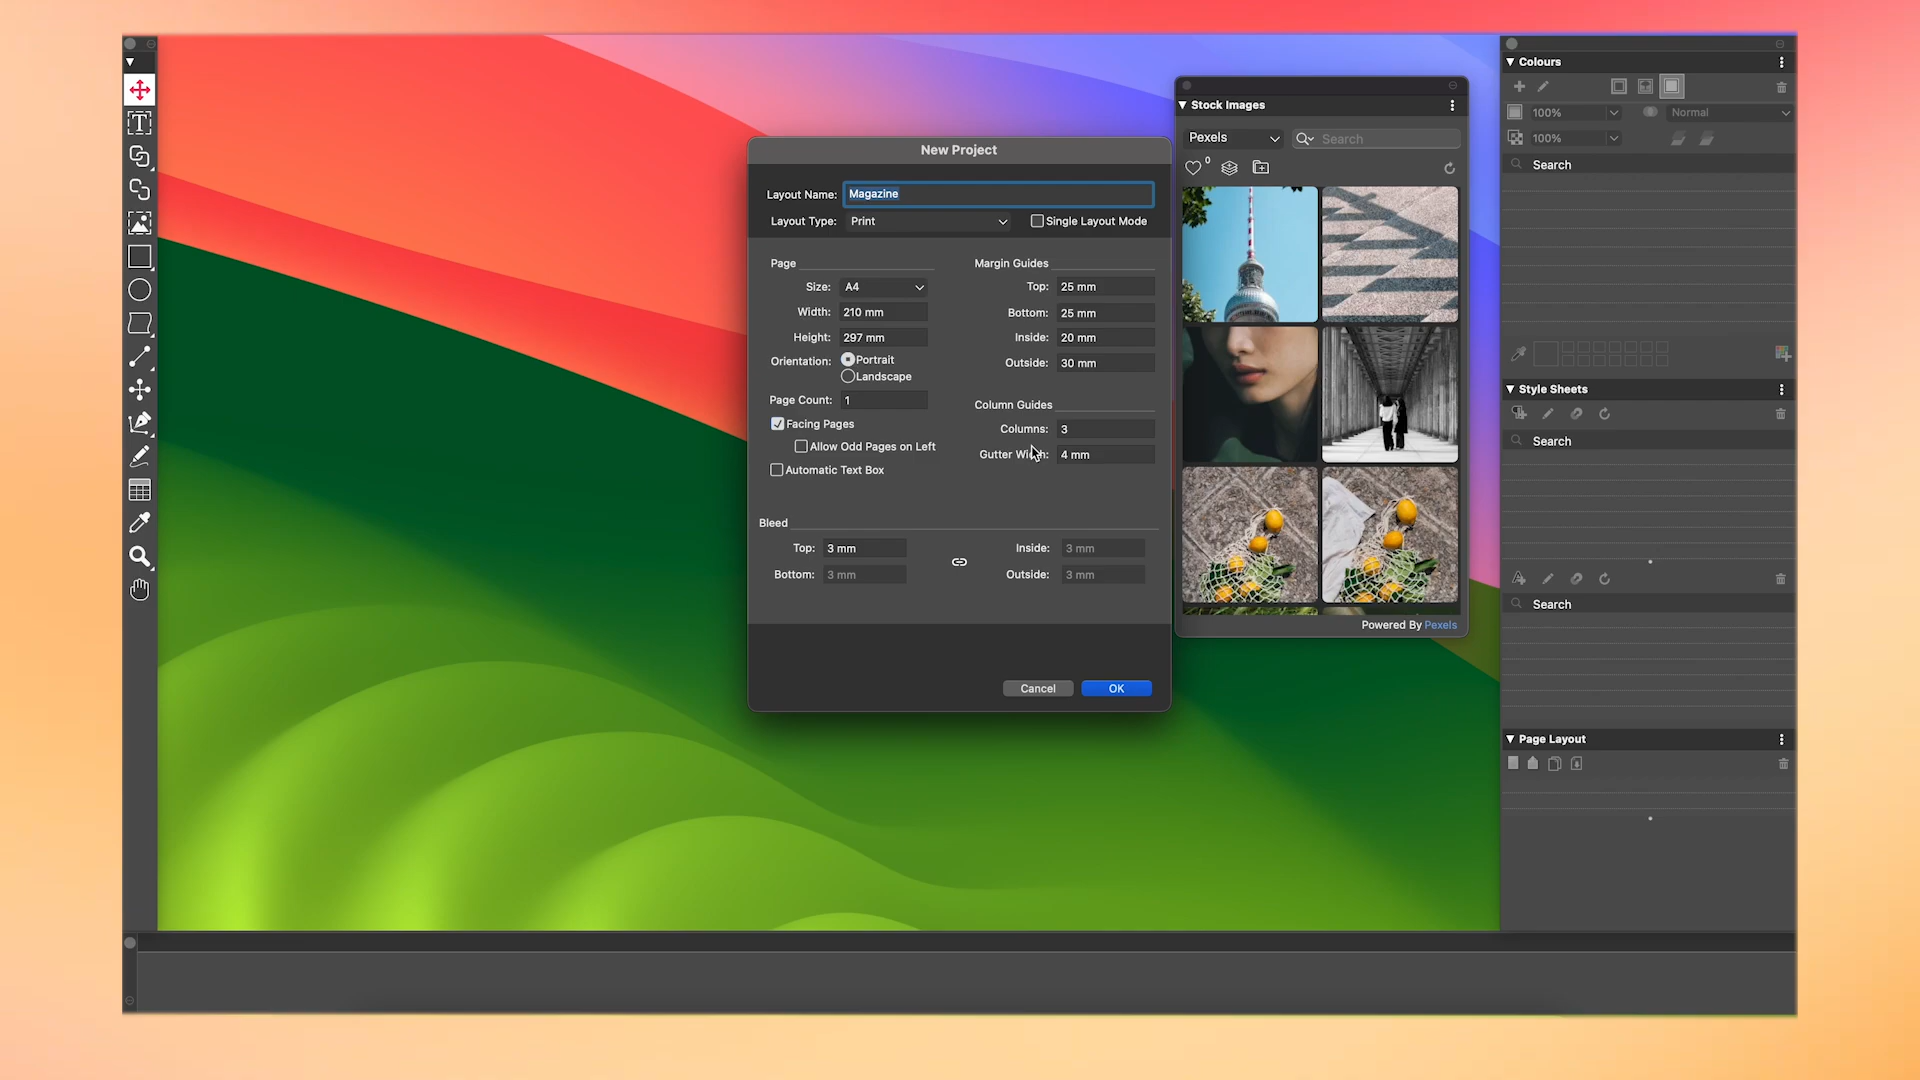 New Project
Layout Name: Magazine
Layout Type: Print
Single Layout Mode
Page
Size: A4
Width: 210 mm
Height: 297 mm
Orientation: Portrait
Landscape
Page Count: 1
Facing Pages
Allow Odd Pages on Left
Automatic Text Box
Margin Guides
Top: 25 mm
Bottom: 25 mm
Inside: 20 mm
Outside: 30 mm
Column Guides
Columns: 3
Gutter Width: 4 mm
Bleed
Top: 3 mm
Bottom: 3 mm
Inside: 3 mm
Outside: 3 mm
Cancel
OK
Stock Images
Pexels
Search
0
Powered By Pexels
Colours
100%
Normal
100%
Search
Style Sheets
Search
Search
Page Layout